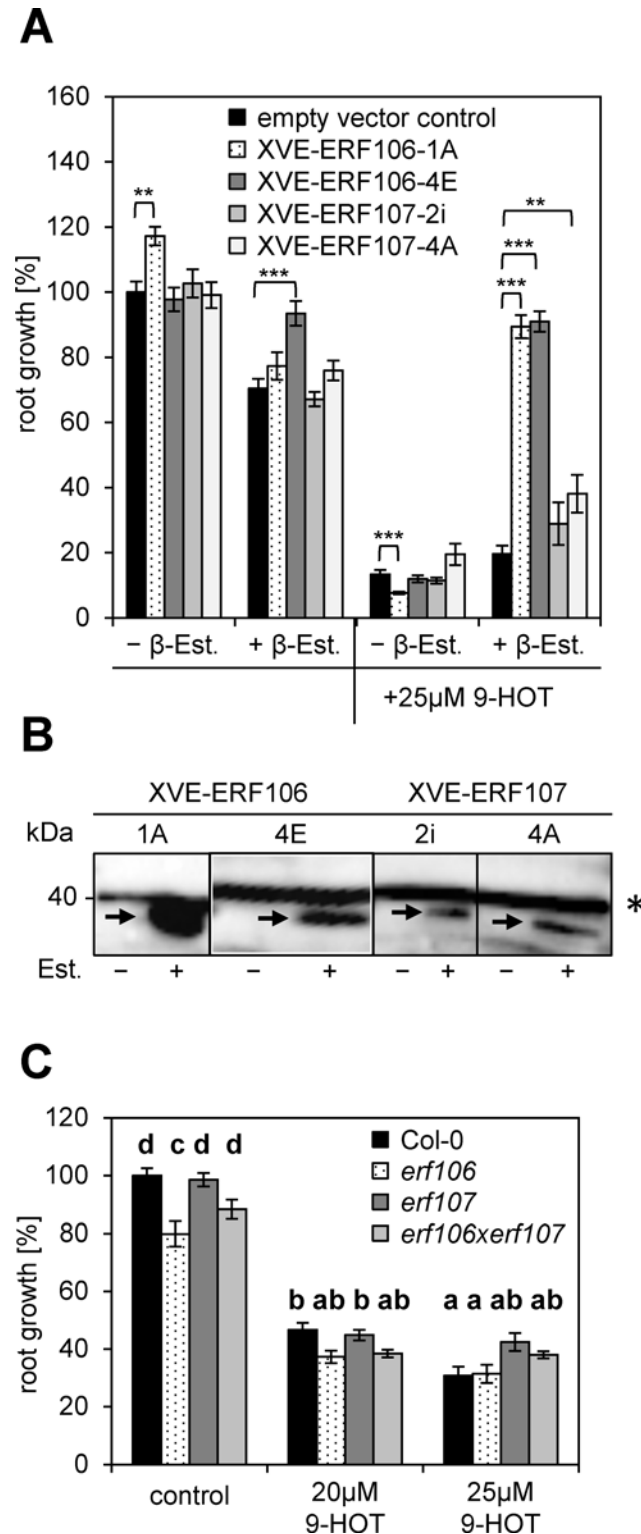 A
160
140
120
100
80
60
40
20
0
root growth [%]
empty vector control
XVE-ERF106-1A
XVE-ERF106-4E
XVE-ERF107-2i
XVE-ERF107-4A
**
***
***
***
***
**
− β-Est.
+ β-Est.
− β-Est.
+ β-Est.
+25µM 9-HOT
B
XVE-ERF106
XVE-ERF107
kDa
1A
4E
2i
4A
40
*
Est.
− + − + − + − +
C
120
100
80
60
40
20
0
root growth [%]
Col-0
erf106
erf107
erf106xerf107
d c d d
b ab b ab
a a ab ab
control
20µM
9-HOT
25µM
9-HOT